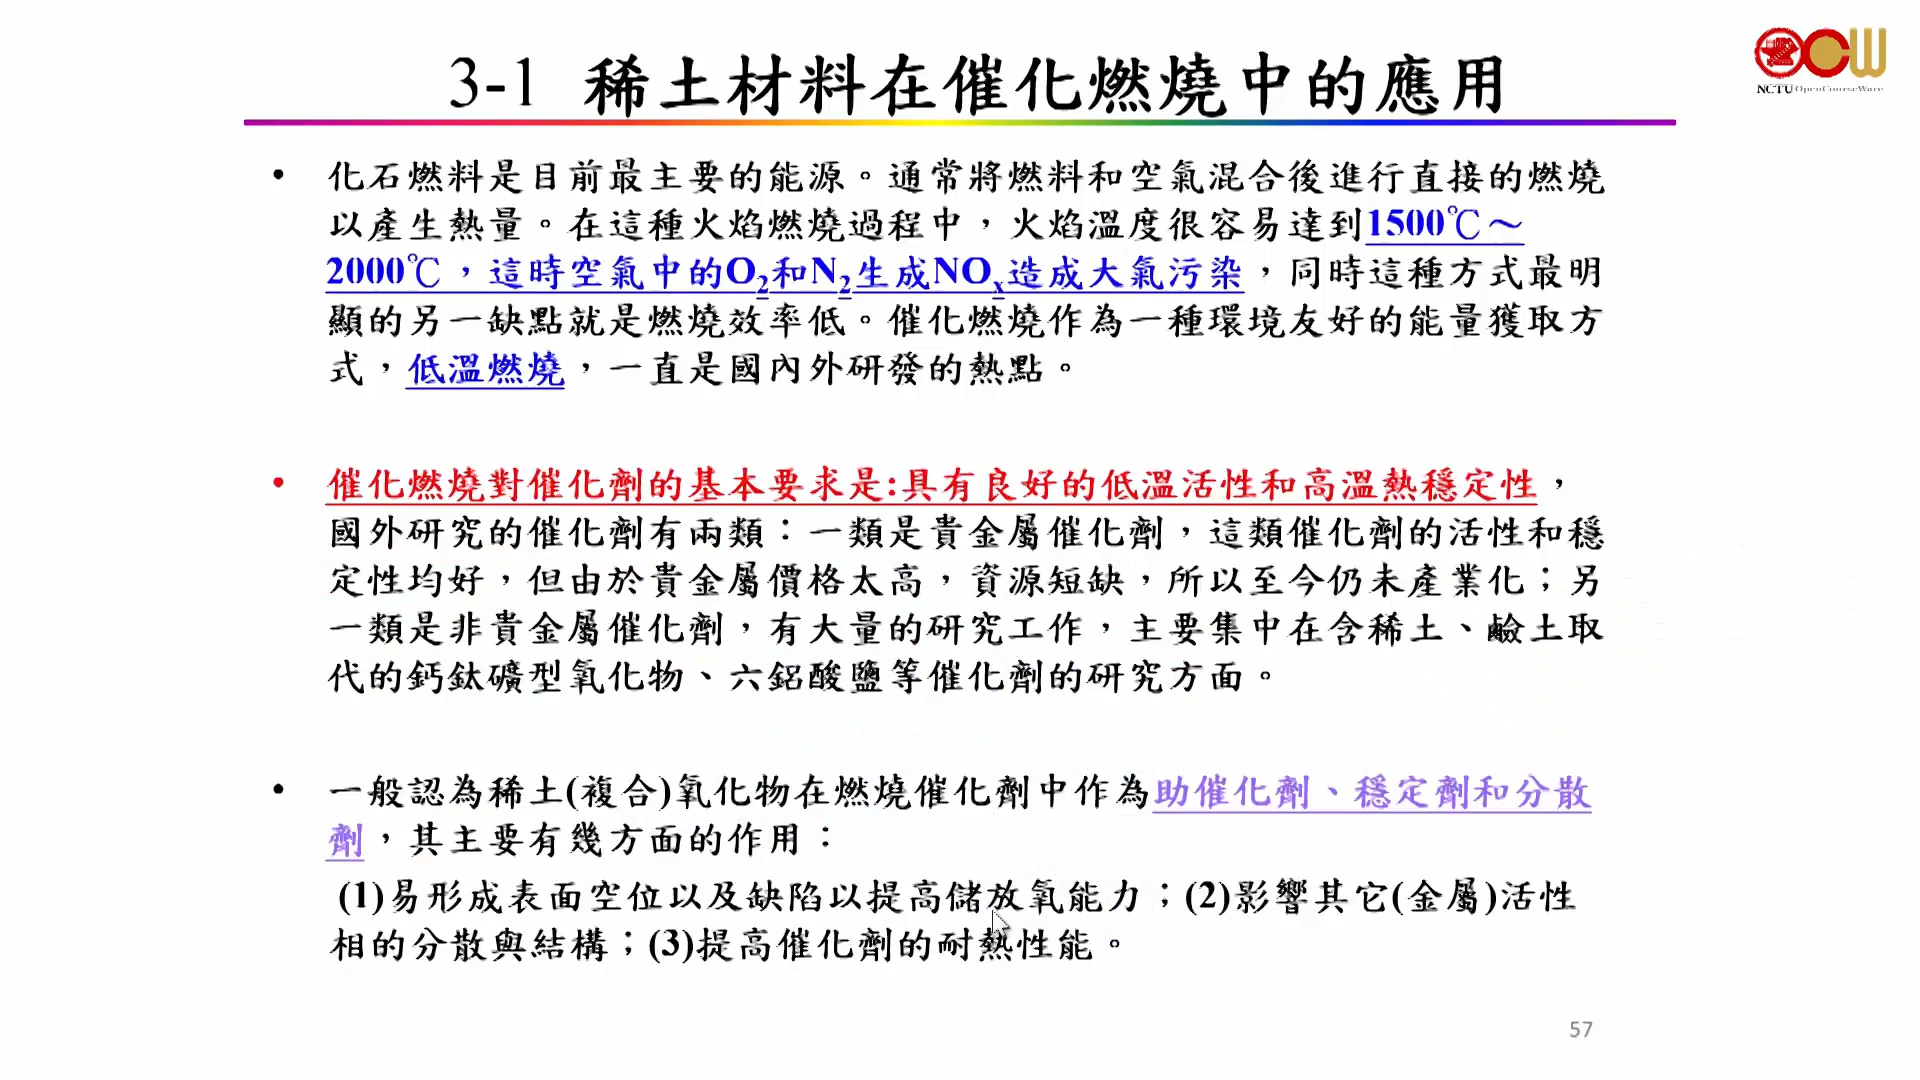 3-1 稀土材料在催化燃燒中的應用
NCTU OpenCourseWare
• 化石燃料是目前最主要的能源。通常將燃料和空氣混合後進行直接的燃燒
以產生熱量。在這種火焰燃燒過程中，火焰溫度很容易達到1500℃～
2000℃，這時空氣中的O2和N2生成NOx造成大氣污染，同時這種方式最明
顯的另一缺點就是燃燒效率低。催化燃燒作為一種環境友好的能量獲取方
式，低溫燃燒，一直是國內外研發的熱點。
• 催化燃燒對催化劑的基本要求是:具有良好的低溫活性和高溫熱穩定性，
國外研究的催化劑有兩類：一類是貴金屬催化劑，這類催化劑的活性和穩
定性均好，但由於貴金屬價格太高，資源短缺，所以至今仍未產業化；另
一類是非貴金屬催化劑，有大量的研究工作，主要集中在含稀土、鹼土取
代的鈣鈦礦型氧化物、六鋁酸鹽等催化劑的研究方面。
• 一般認為稀土(複合)氧化物在燃燒催化劑中作為助催化劑、穩定劑和分散
劑，其主要有幾方面的作用：
(1)易形成表面空位以及缺陷以提高儲放氧能力；(2)影響其它(金屬)活性
相的分散與結構；(3)提高催化劑的耐熱性能。
57